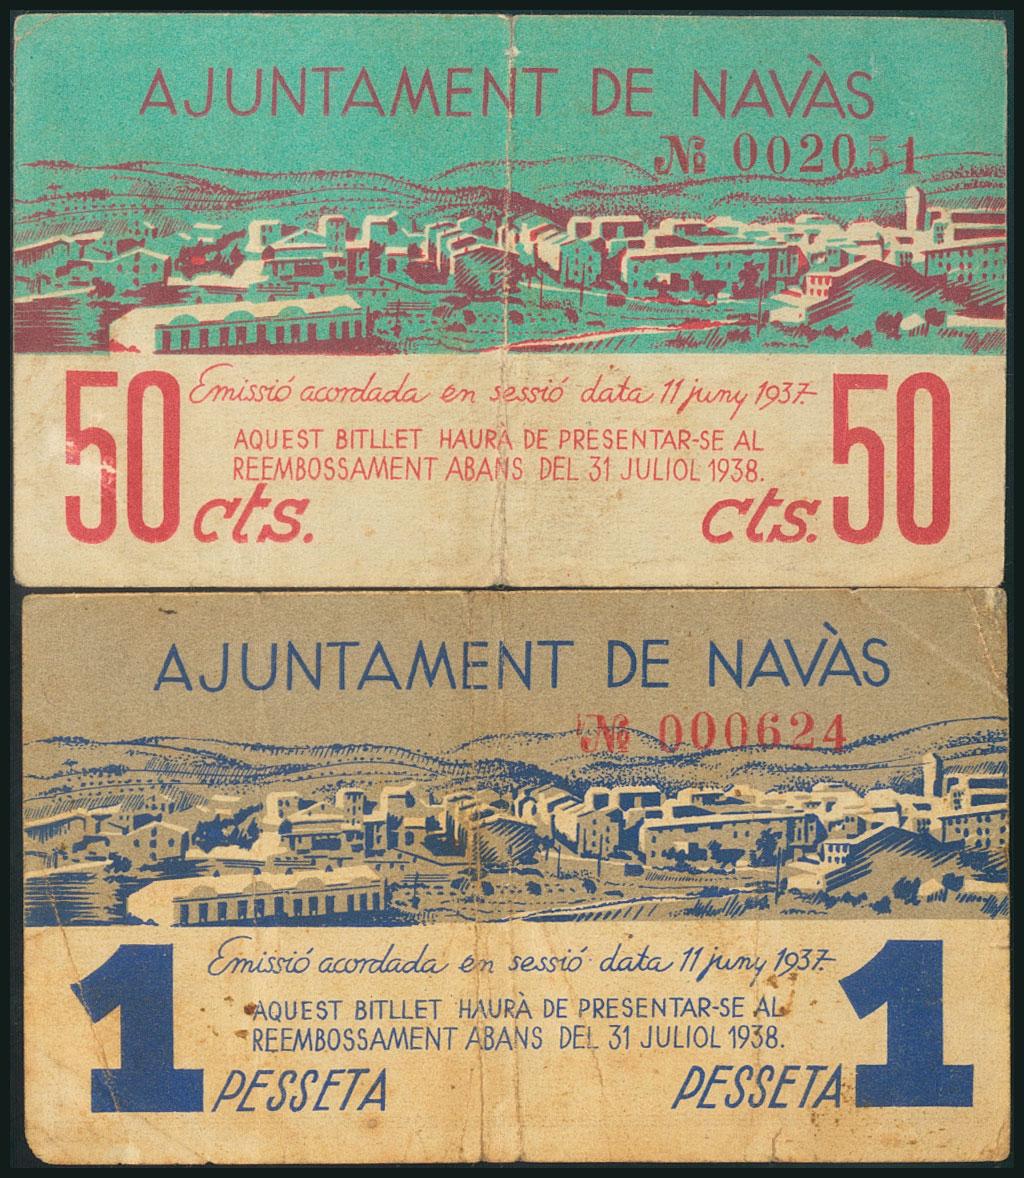 AJUNTAMENT DE NAVÀS
№ 002051
50 Emissió acordada en sessió data 11 juny 1937. 50
AQUEST BITLLET HAURÀ DE PRESENTAR-SE AL
REEMBOSSAMENT ABANS DEL 31 JULIOL 1938.
cts. cts.
AJUNTAMENT DE NAVÀS
№ 000624
1 Emissió acordada en sessió data 11 juny 1937. 1
AQUEST BITLLET HAURÀ DE PRESENTAR-SE AL
REEMBOSSAMENT ABANS DEL 31 JULIOL 1938.
PESSETA PESSETA